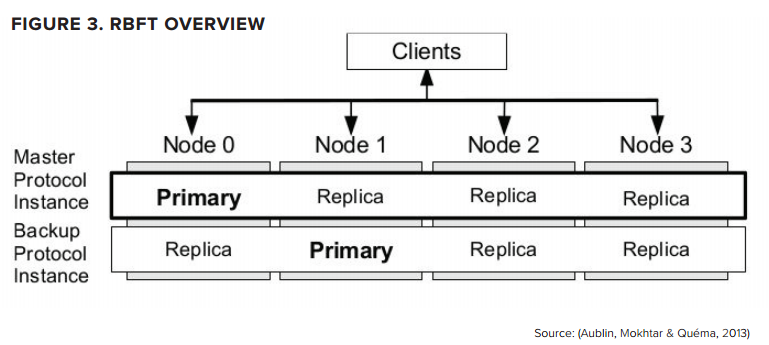 FIGURE 3. RBFT OVERVIEW
Clients
Node 0 Node 1 Node 2 Node 3
Master
Protocol
Instance
Primary Replica Replica Replica
Backup
Protocol
Instance
Replica Primary Replica Replica
Source: (Aublin, Mokhtar & Quéma, 2013)